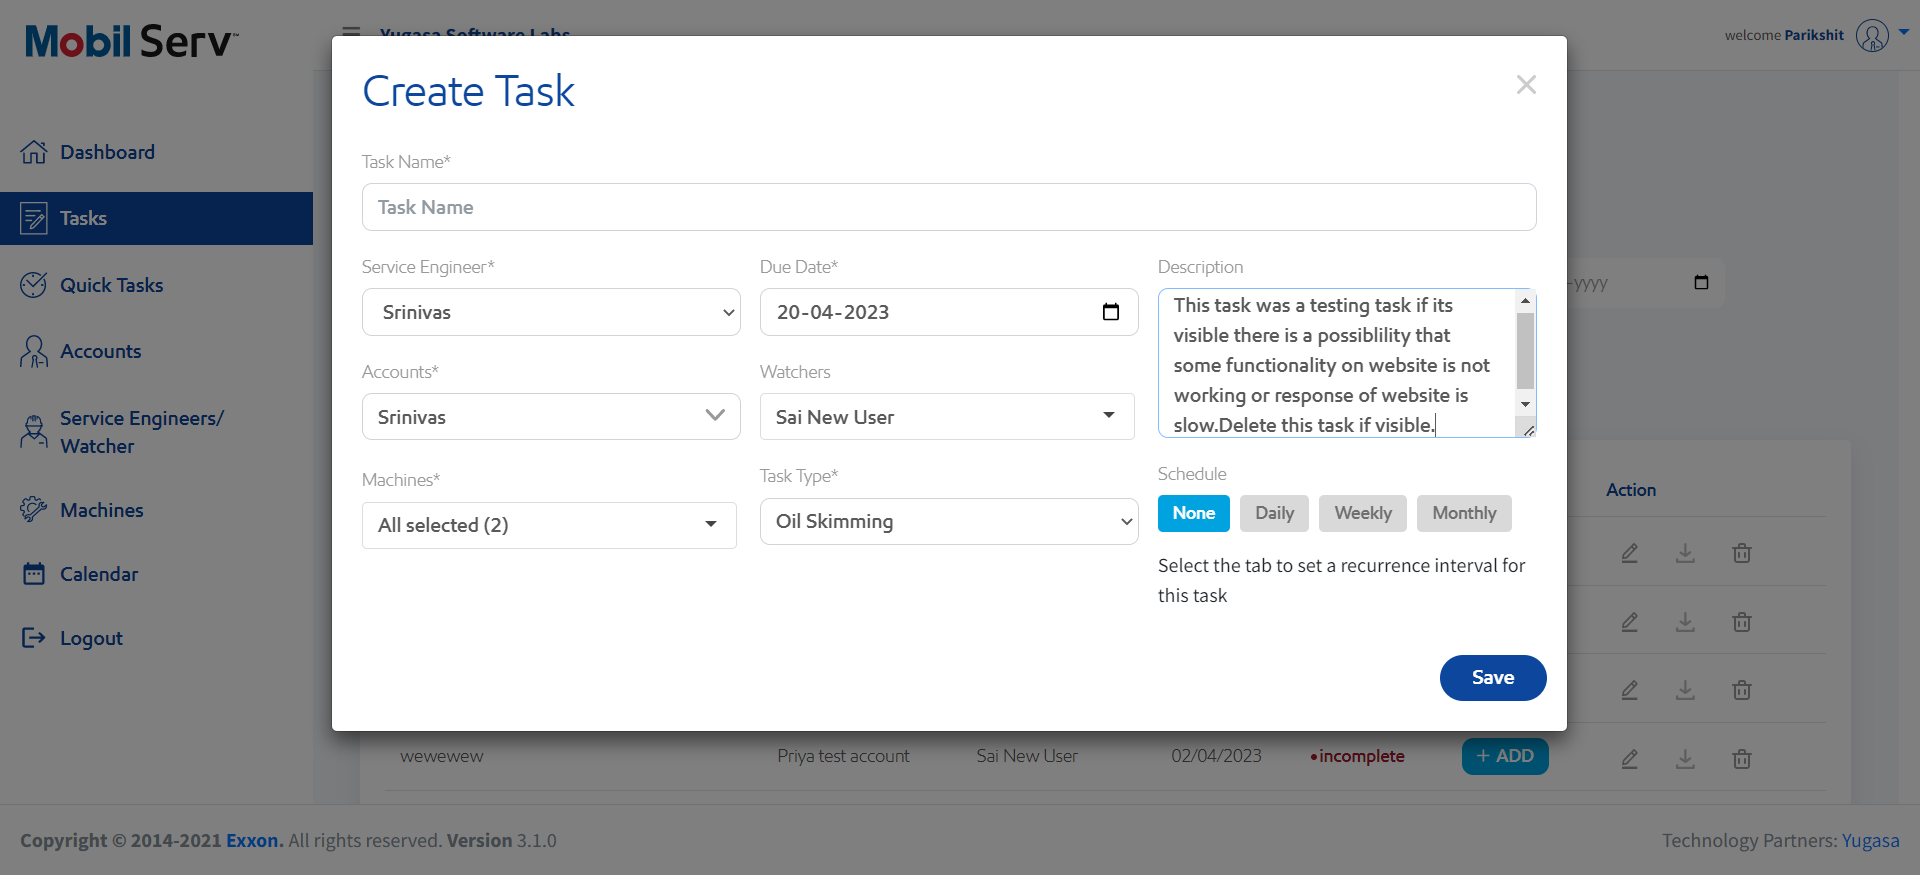 Mobil Serv™
Yugasa Software Labs
welcome Parikshit
Dashboard
Tasks
Quick Tasks
Accounts
Service Engineers/
Watcher
Machines
Calendar
Logout
Create Task
Task Name*
Task Name
Service Engineer*
Srinivas
Due Date*
20-04-2023
Description
This task was a testing task if its
visible there is a possiblility that
some functionality on website is not
working or response of website is
slow.Delete this task if visible.
Accounts*
Srinivas
Watchers
Sai New User
Machines*
All selected (2)
Task Type*
Oil Skimming
Schedule
None Daily Weekly Monthly
Select the tab to set a recurrence interval for
this task
Save
-yyyy
Action
wewewew Priya test account Sai New User 02/04/2023 •incomplete + ADD
Copyright © 2014-2021 Exxon. All rights reserved. Version 3.1.0
Technology Partners: Yugasa